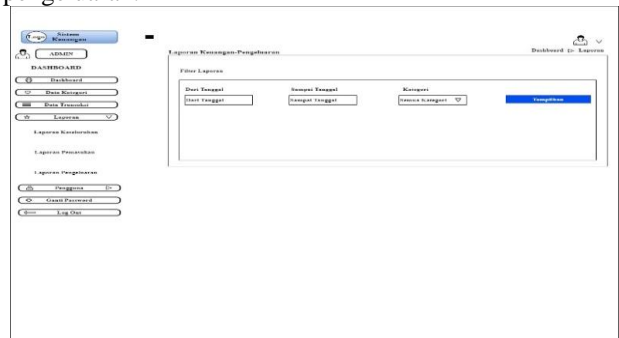 Logo
Sistem
Keuangan
ADMIN
DASHBOARD
Dashboard
Data Kategori
Data Transaksi
Laporan
Laporan Keseluruhan
Laporan Pemasukan
Laporan Pengeluaran
Pengguna
Ganti Password
Log Out
Laporan Keuangan-Pengeluaran
Dashboard Laporan
Filter Laporan
Dari Tanggal
Sampai Tanggal
Kategori
Dari Tanggal
Sampai Tanggal
Semua Kategori
Tampilkan